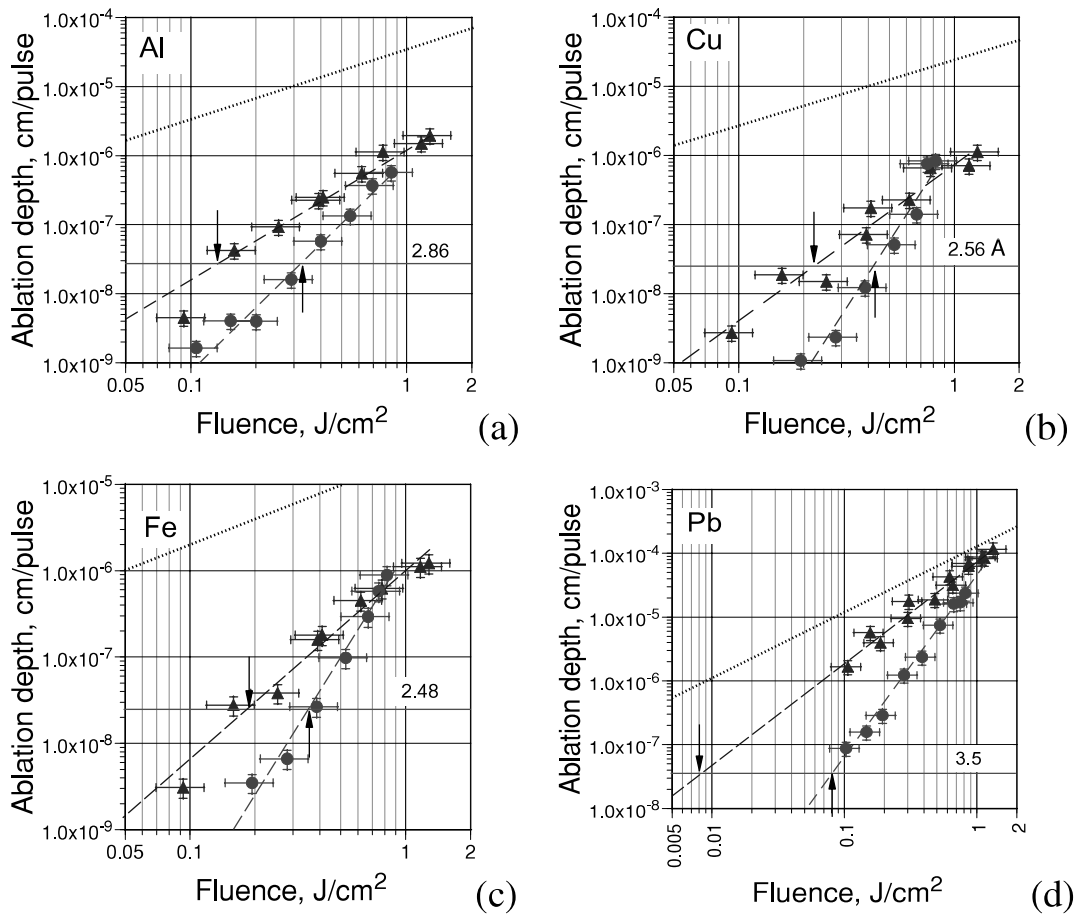 Al
Ablation depth, cm/pulse
1.0x10-4
1.0x10-5
1.0x10-6
1.0x10-7
1.0x10-8
1.0x10-9
2.86
0.05 0.1 1 2
Fluence, J/cm2
(a)
Cu
Ablation depth, cm/pulse
1.0x10-4
1.0x10-5
1.0x10-6
1.0x10-7
1.0x10-8
1.0x10-9
2.56 A
0.05 0.1 1 2
Fluence, J/cm2
(b)
Fe
Ablation depth, cm/pulse
1.0x10-5
1.0x10-6
1.0x10-7
1.0x10-8
1.0x10-9
2.48
0.05 0.1 1 2
Fluence, J/cm2
(c)
Pb
Ablation depth, cm/pulse
1.0x10-3
1.0x10-4
1.0x10-5
1.0x10-6
1.0x10-7
1.0x10-8
3.5
0.005 0.01 0.1 1 2
Fluence, J/cm2
(d)